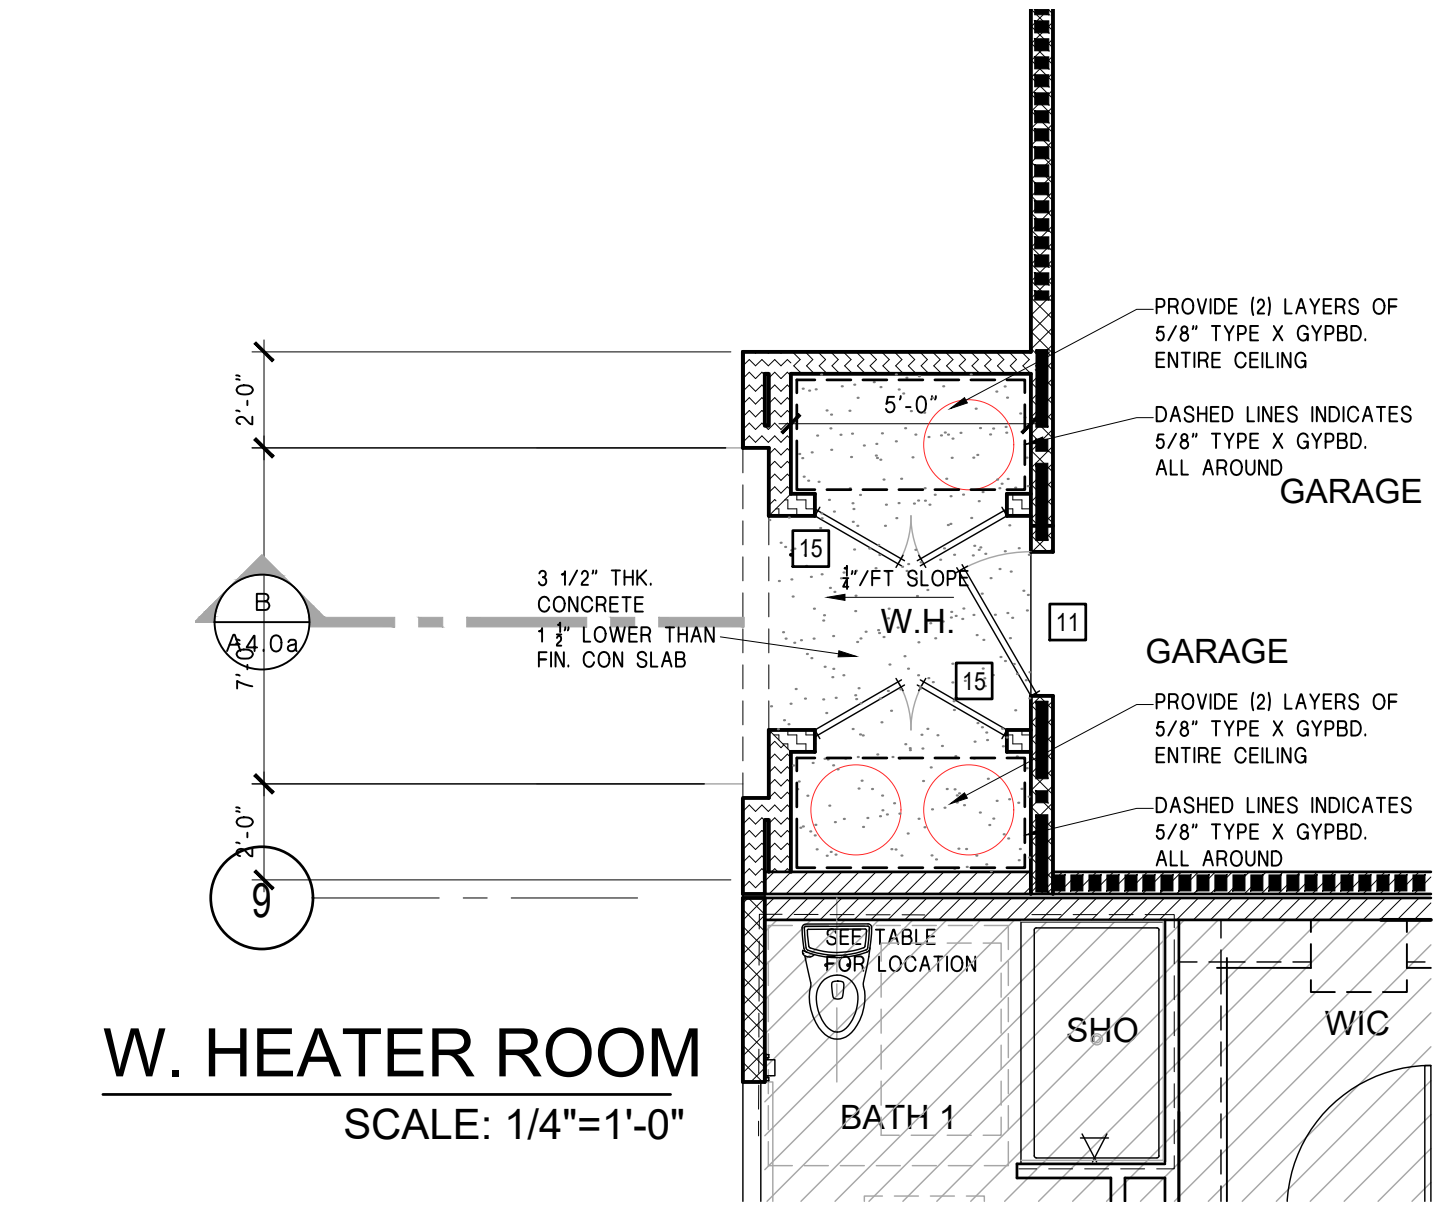 PROVIDE (2) LAYERS OF
5/8" TYPE X GYPBD.
ENTIRE CEILING
2'-0"
5'-0"
DASHED LINES INDICATES
5/8" TYPE X GYPBD.
ALL AROUND
GARAGE
15
3 1/2" THK.
CONCRETE
1 1/2" LOWER THAN
FIN. CON SLAB
1/4"/FT SLOPE
W.H.
11
B
A4.0a
7'-0"
GARAGE
15
PROVIDE (2) LAYERS OF
5/8" TYPE X GYPBD.
ENTIRE CEILING
DASHED LINES INDICATES
5/8" TYPE X GYPBD.
ALL AROUND
2'-0"
9
SEE TABLE
FOR LOCATION
SHO
WIC
BATH 1
W. HEATER ROOM
SCALE: 1/4"=1'-0"